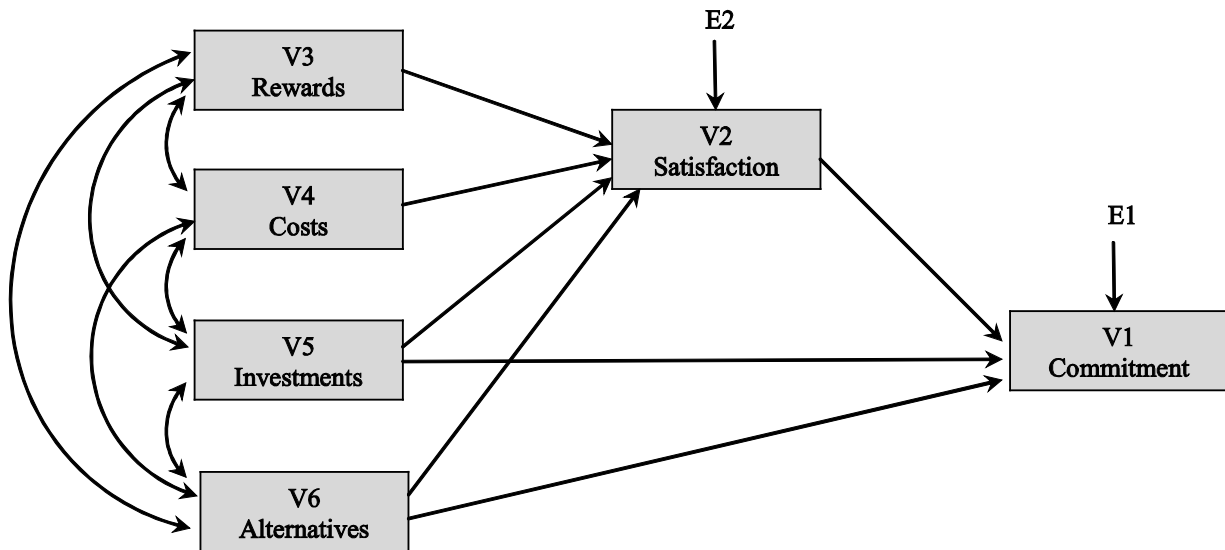 E2
V3
Rewards
V2
Satisfaction
V4
Costs
E1
V5
Investments
V1
Commitment
V6
Alternatives